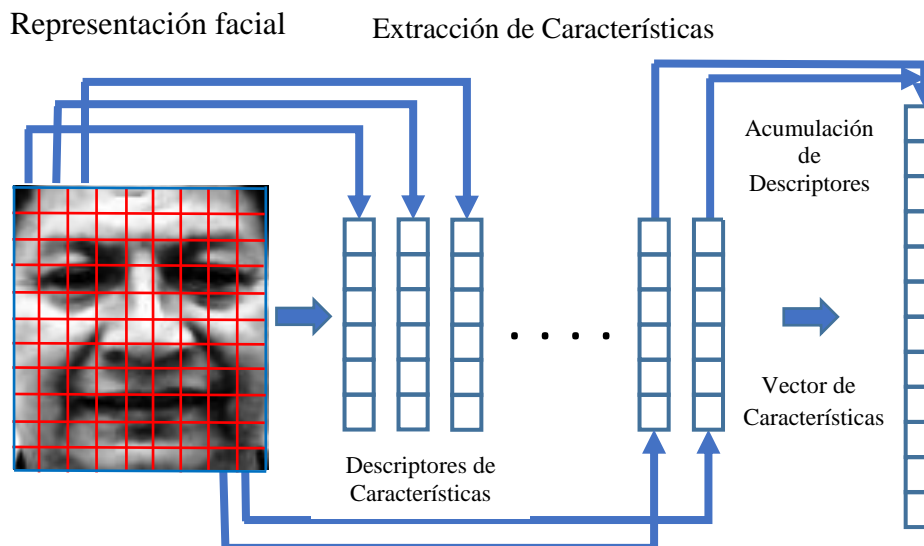 Representación facial
Extracción de Características
Acumulación
de
Descriptores
. . . .
Vector de
Características
Descriptores de
Características